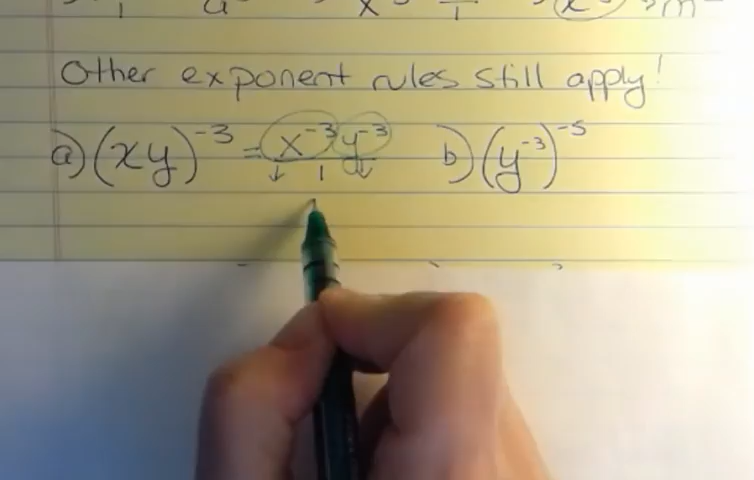 Other exponent rules still apply!
a) (xy)^-3 = x^-3 y^-3 / 1 b) (y^-3)^-5